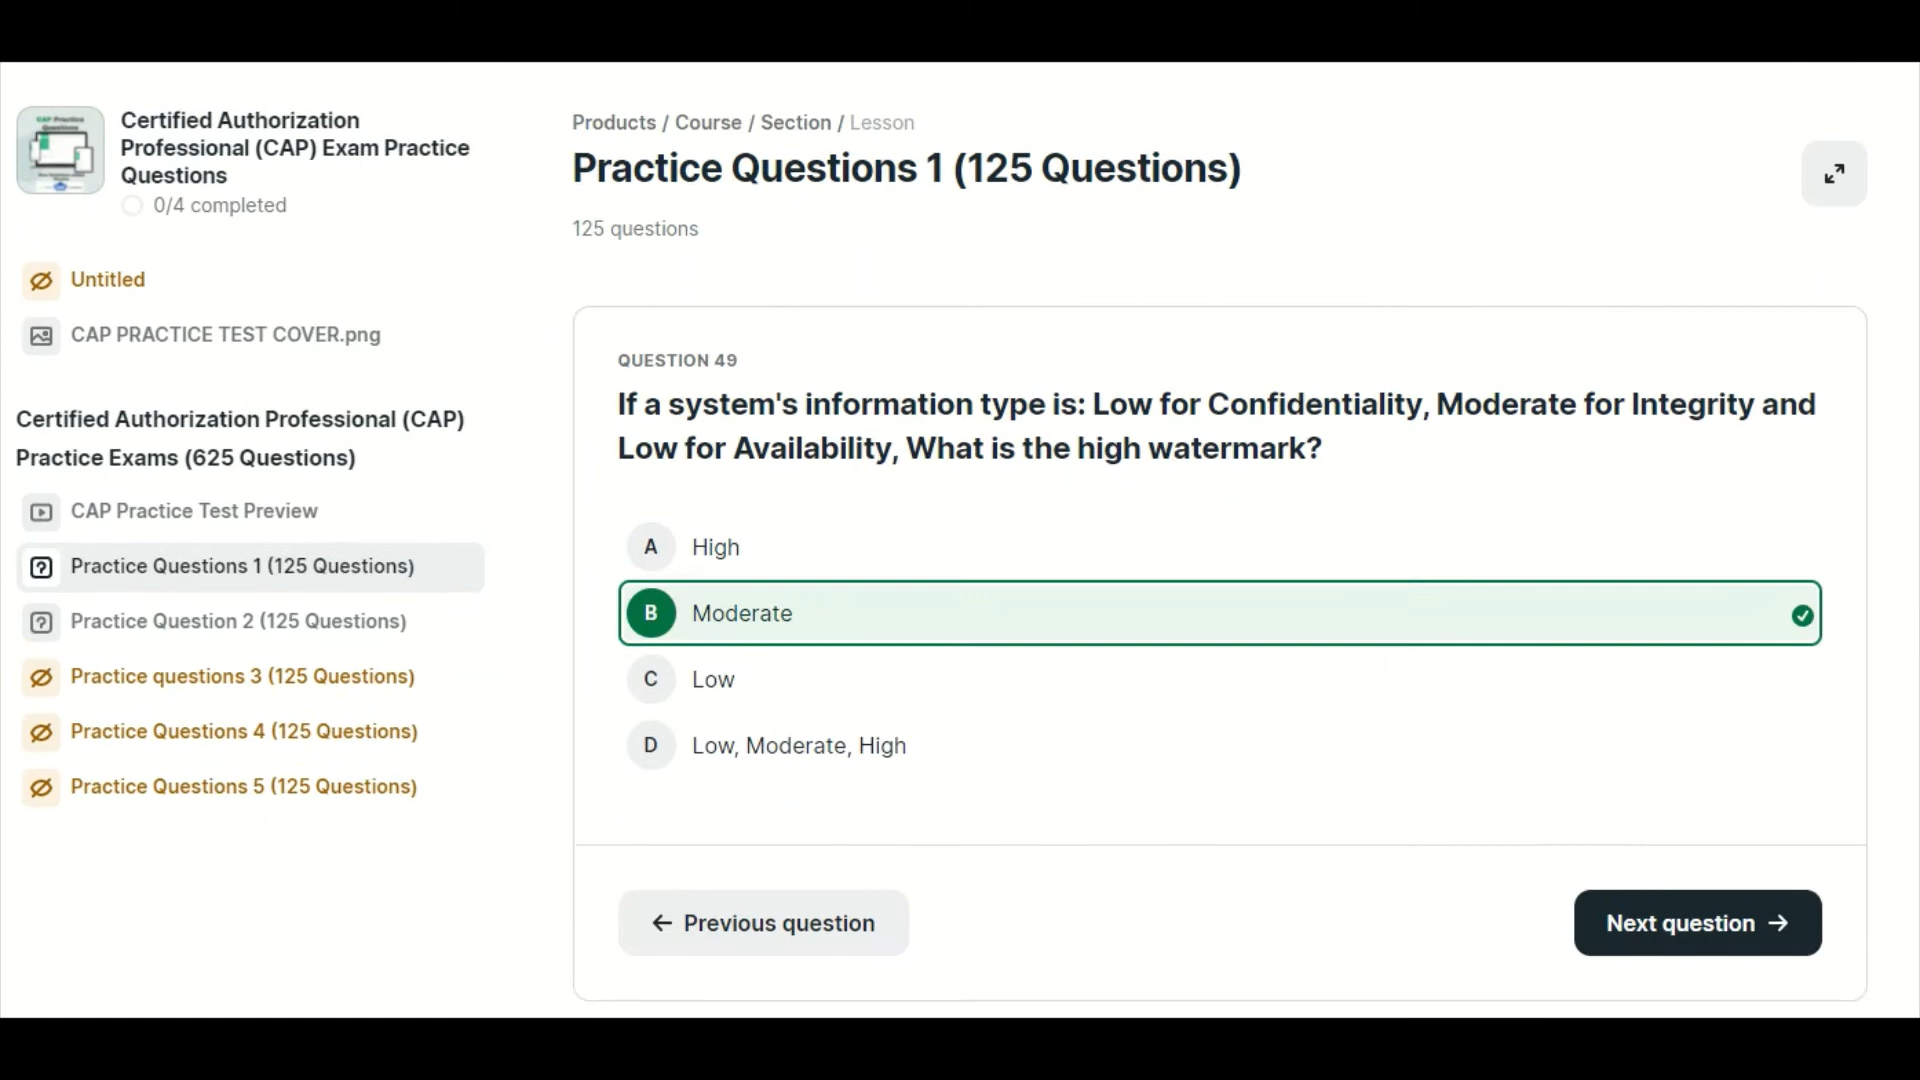 Certified Authorization
Professional (CAP) Exam Practice
Questions
0/4 completed
Untitled
CAP PRACTICE TEST COVER.png
Certified Authorization Professional (CAP)
Practice Exams (625 Questions)
CAP Practice Test Preview
Practice Questions 1 (125 Questions)
Practice Question 2 (125 Questions)
Practice questions 3 (125 Questions)
Practice Questions 4 (125 Questions)
Practice Questions 5 (125 Questions)
Products / Course / Section / Lesson
Practice Questions 1 (125 Questions)
125 questions
QUESTION 49
If a system's information type is: Low for Confidentiality, Moderate for Integrity and
Low for Availability, What is the high watermark?
A High
B Moderate
C Low
D Low, Moderate, High
← Previous question
Next question →